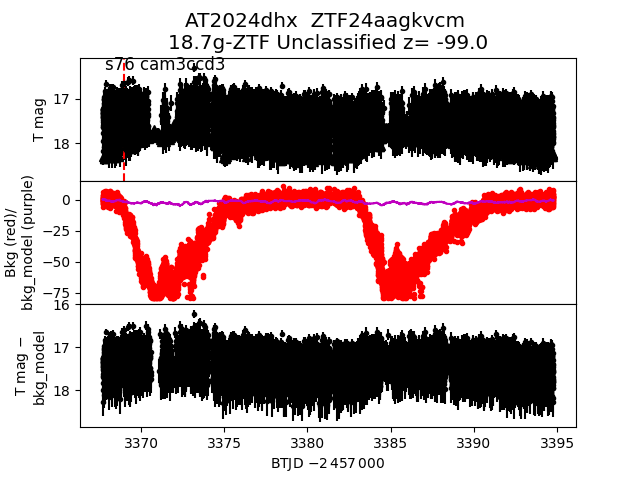 AT2024dhx  ZTF24aagkvcm
18.7g-ZTF Unclassified z= -99.0
s76 cam3ccd3
17
18
T mag
0
−25
−50
−75
Bkg (red)/
bkg_model (purple)
16
17
18
T mag −
bkg_model
3370 3375 3380 3385 3390 3395
BTJD −2 457 000